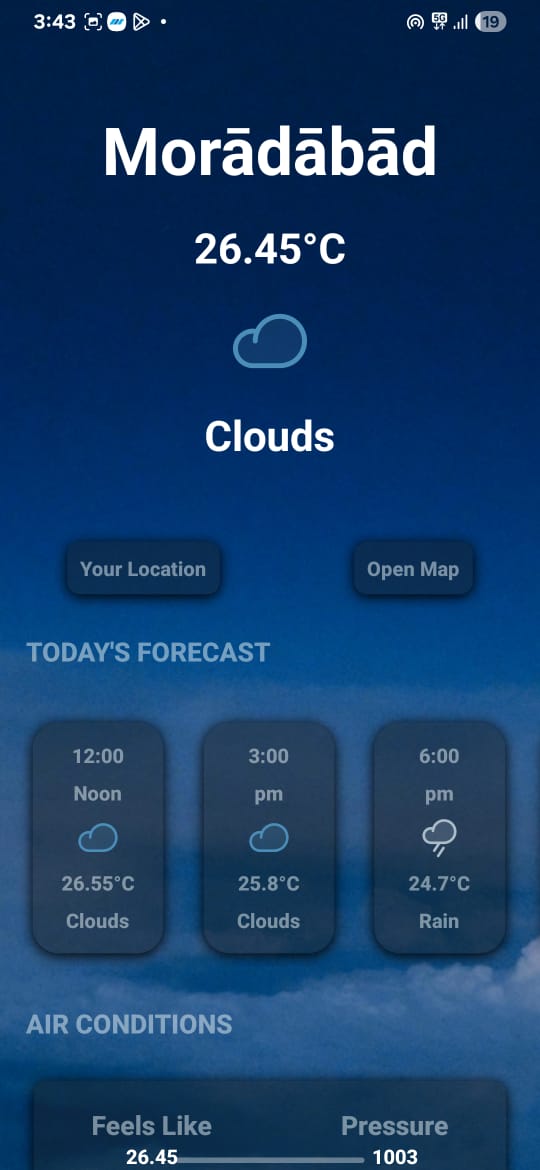 3:43 5G 19
Morādābād
26.45°C
Clouds
Your Location Open Map
TODAY'S FORECAST
12:00 3:00 6:00
Noon pm pm
26.55°C 25.8°C 24.7°C
Clouds Clouds Rain
AIR CONDITIONS
Feels Like Pressure
26.45 1003